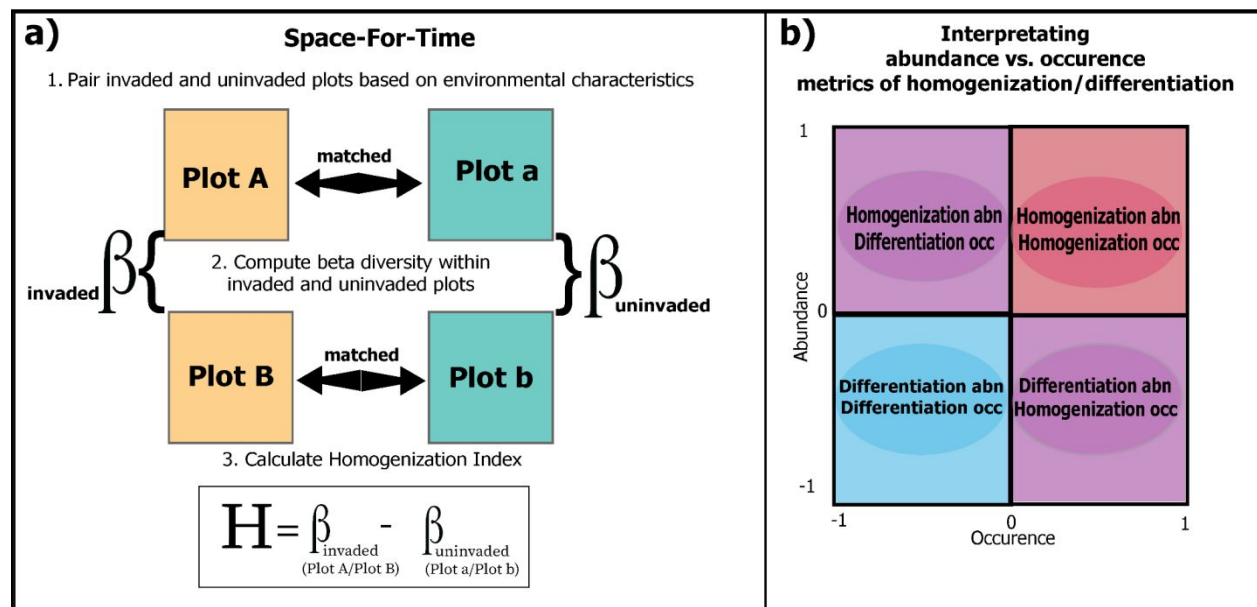 a)
Space-For-Time
1. Pair invaded and uninvaded plots based on environmental characteristics
Plot A
matched
Plot a
invaded β {
2. Compute beta diversity within
invaded and uninvaded plots
} β uninvaded
Plot B
matched
Plot b
3. Calculate Homogenization Index
H = β invaded - β uninvaded
(Plot A/Plot B) (Plot a/Plot b)
b)
Interpretating
abundance vs. occurence
metrics of homogenization/differentiation
1
Homogenization abn
Differentiation occ
Homogenization abn
Homogenization occ
0
Abundance
Differentiation abn
Differentiation occ
Differentiation abn
Homogenization occ
-1
-1 0 1
Occurence